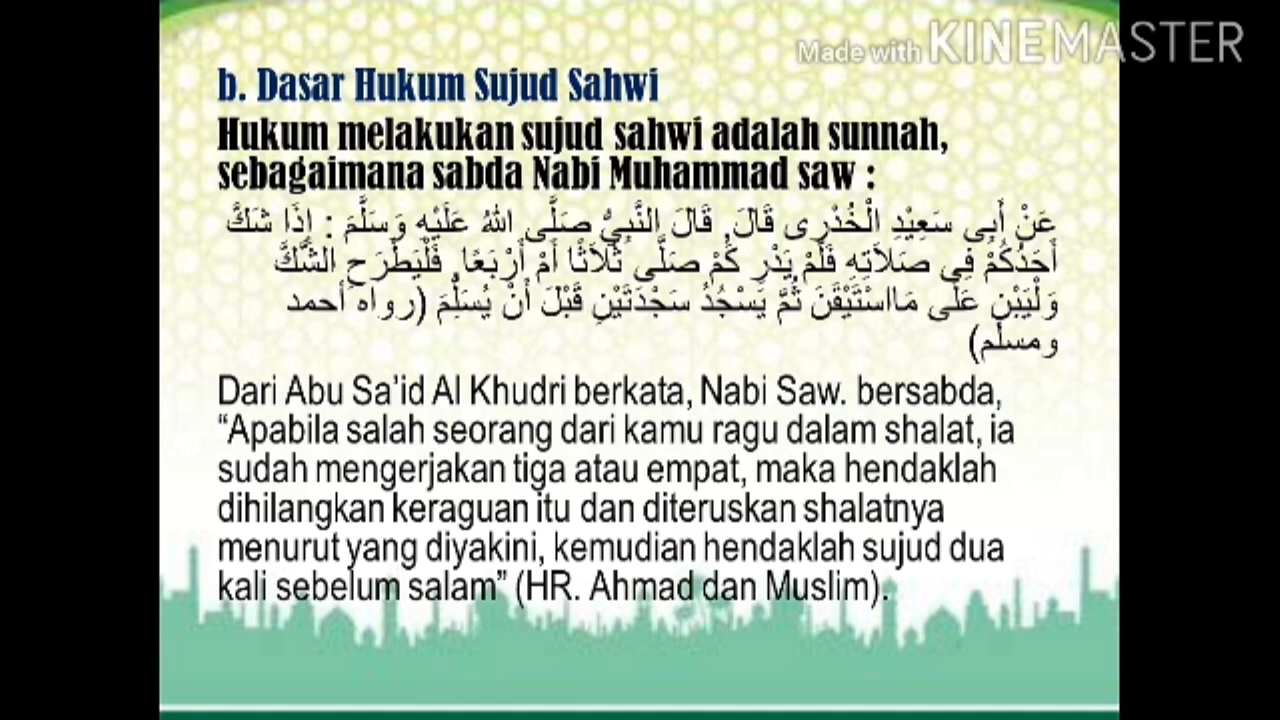 Made with KINEMASTER
b. Dasar Hukum Sujud Sahwi
Hukum melakukan sujud sahwi adalah sunnah,
sebagaimana sabda Nabi Muhammad saw :
عَنْ أَبِى سَعِيْدِ الْخُدْرِى قَالَ, قَالَ النَّبِيُّ صَلَّى اللهُ عَلَيْهِ وَسَلَّمَ : إِذَا شَكَّ
أَحَدُكُمْ فِى صَلَاتِهِ فَلَمْ يَدْرِ كَمْ صَلَّى ثَلَاثًا أَمْ أَرْبَعًا, فَلْيَطْرَحِ الشَّكَّ
وَلْيَبْنِ عَلَى مَااسْتَيْقَنَ ثُمَّ يَسْجُدُ سَجْدَتَيْنِ قَبْلَ أَنْ يُسَلِّمَ (رواه أحمد
ومسلم)
Dari Abu Sa’id Al Khudri berkata, Nabi Saw. bersabda,
“Apabila salah seorang dari kamu ragu dalam shalat, ia
sudah mengerjakan tiga atau empat, maka hendaklah
dihilangkan keraguan itu dan diteruskan shalatnya
menurut yang diyakini, kemudian hendaklah sujud dua
kali sebelum salam” (HR. Ahmad dan Muslim).